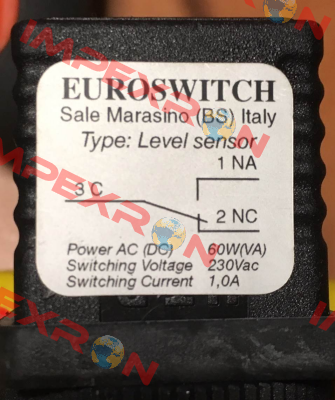 EUROSWITCH
Sale Marasino (BS) Italy
Type: Level sensor
1 NA
3 C
2 NC
Power AC (DC) 60W(VA)
Switching Voltage 230Vac
Switching Current 1,0A
IMPEXRON